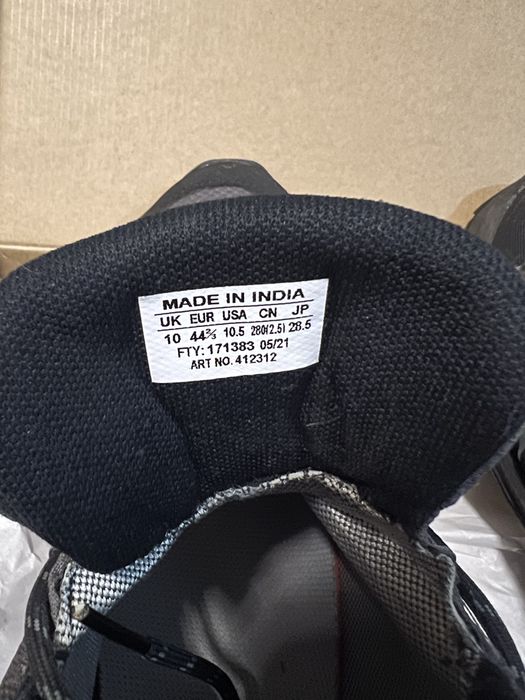 MADE IN INDIA
UK EUR USA CN JP
10 44⅔ 10.5 280(2.5) 28.5
FTY: 171383 05/21
ART NO. 412312